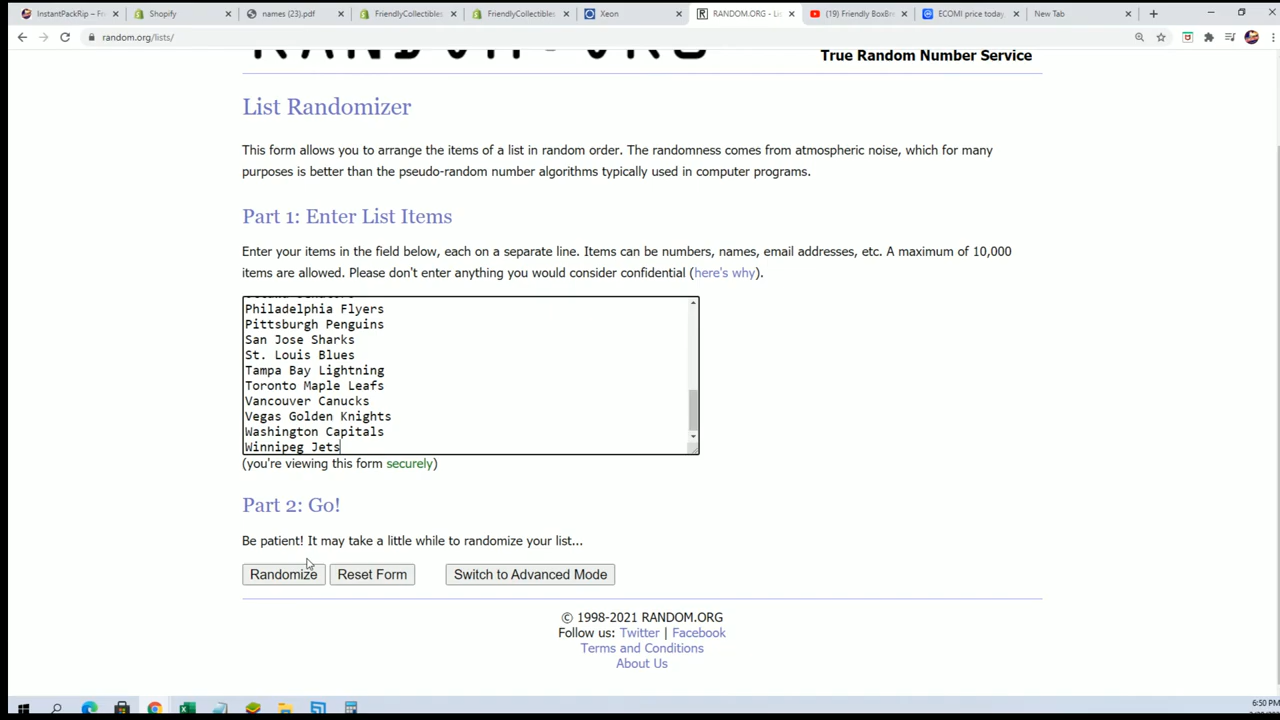 InstantPackRip –
Shopify
names (23).pdf
FriendlyCollectibles
FriendlyCollectibles
Xeon
RANDOM.ORG - Li
(19) Friendly BoxBr
ECOMI price today,
New Tab
random.org/lists/
RANDOM.ORG
True Random Number Service
List Randomizer
This form allows you to arrange the items of a list in random order. The randomness comes from atmospheric noise, which for many
purposes is better than the pseudo-random number algorithms typically used in computer programs.
Part 1: Enter List Items
Enter your items in the field below, each on a separate line. Items can be numbers, names, email addresses, etc. A maximum of 10,000
items are allowed. Please don't enter anything you would consider confidential (here's why).
Philadelphia Flyers
Pittsburgh Penguins
San Jose Sharks
St. Louis Blues
Tampa Bay Lightning
Toronto Maple Leafs
Vancouver Canucks
Vegas Golden Knights
Washington Capitals
Winnipeg Jets
(you're viewing this form securely)
Part 2: Go!
Be patient! It may take a little while to randomize your list...
Randomize
Reset Form
Switch to Advanced Mode
© 1998-2021 RANDOM.ORG
Follow us: Twitter | Facebook
Terms and Conditions
About Us
6:50 PM